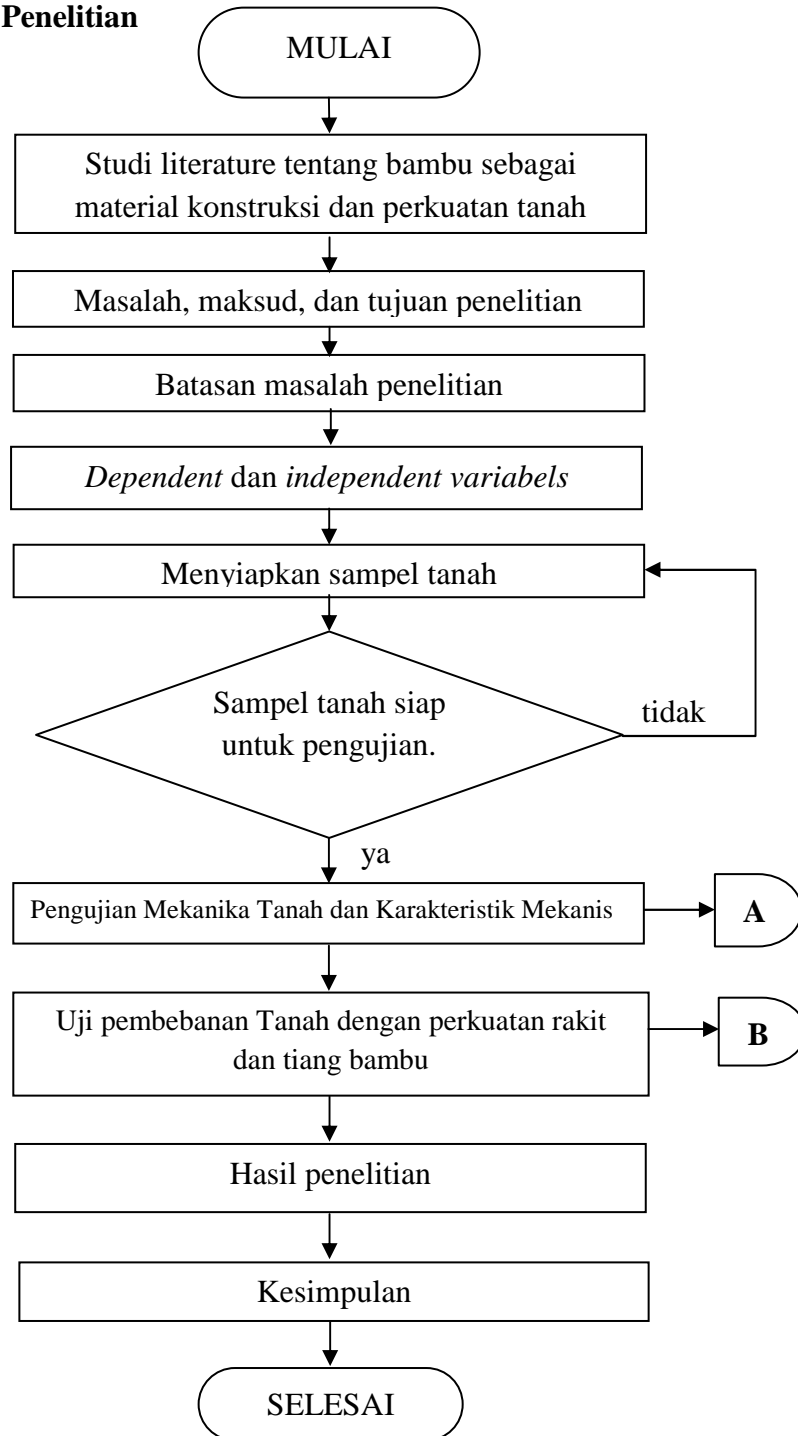 Penelitian
MULAI
Studi literature tentang bambu sebagai
material konstruksi dan perkuatan tanah
Masalah, maksud, dan tujuan penelitian
Batasan masalah penelitian
Dependent dan independent variabels
Menyiapkan sampel tanah
Sampel tanah siap
untuk pengujian.
tidak
ya
Pengujian Mekanika Tanah dan Karakteristik Mekanis
A
Uji pembebanan Tanah dengan perkuatan rakit
dan tiang bambu
B
Hasil penelitian
Kesimpulan
SELESAI